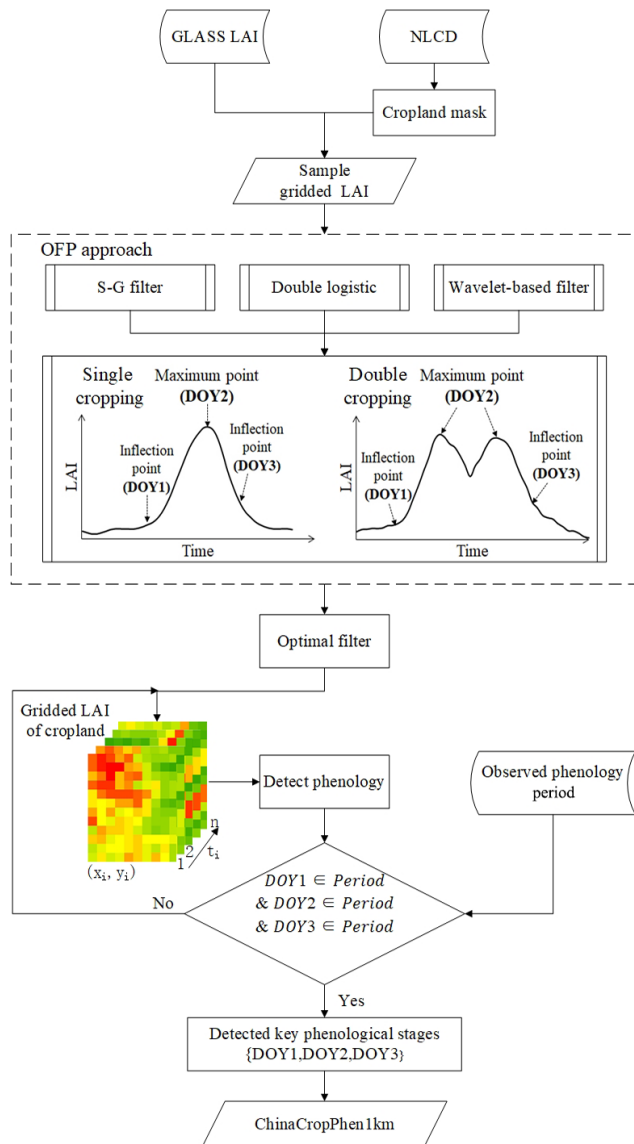 GLASS LAI
NLCD
Cropland mask
Sample
gridded LAI
OFP approach
S-G filter
Double logistic
Wavelet-based filter
Single
cropping
Maximum point
(DOY2)
Inflection
point
(DOY1)
Inflection
point
(DOY3)
LAI
Time
Double
cropping
Maximum point
(DOY2)
Inflection
point
(DOY1)
Inflection
point
(DOY3)
LAI
Time
Optimal filter
Gridded LAI
of cropland
n
2
1
tᵢ
(xᵢ, yᵢ)
Detect phenology
Observed phenology
period
DOY1 ∈ Period
& DOY2 ∈ Period
& DOY3 ∈ Period
No
Yes
Detected key phenological stages
{DOY1,DOY2,DOY3}
ChinaCropPhen1km